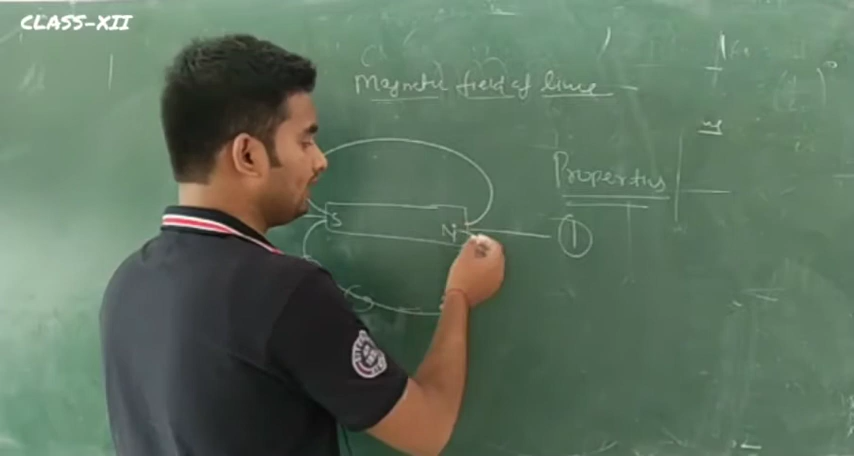 CLASS-XII
Magnetic field of line
Properties
S
N
1